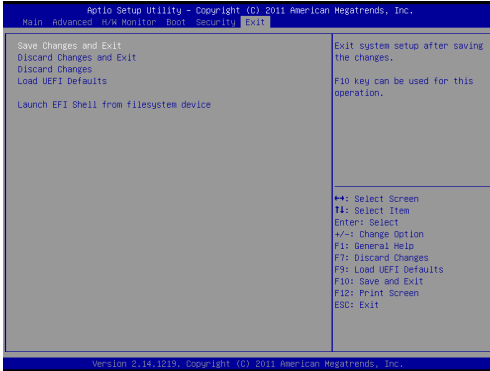 Aptio Setup Utility – Copyright (C) 2011 American Megatrends, Inc.
Main Advanced H/W Monitor Boot Security Exit
Save Changes and Exit
Discard Changes and Exit
Discard Changes
Load UEFI Defaults
Launch EFI Shell from filesystem device
Exit system setup after saving
the changes.
F10 key can be used for this
operation.
↔: Select Screen
↑↓: Select Item
Enter: Select
+/-: Change Option
F1: General Help
F7: Discard Changes
F9: Load UEFI Defaults
F10: Save and Exit
F12: Print Screen
ESC: Exit
Version 2.14.1219. Copyright (C) 2011 American Megatrends, Inc.